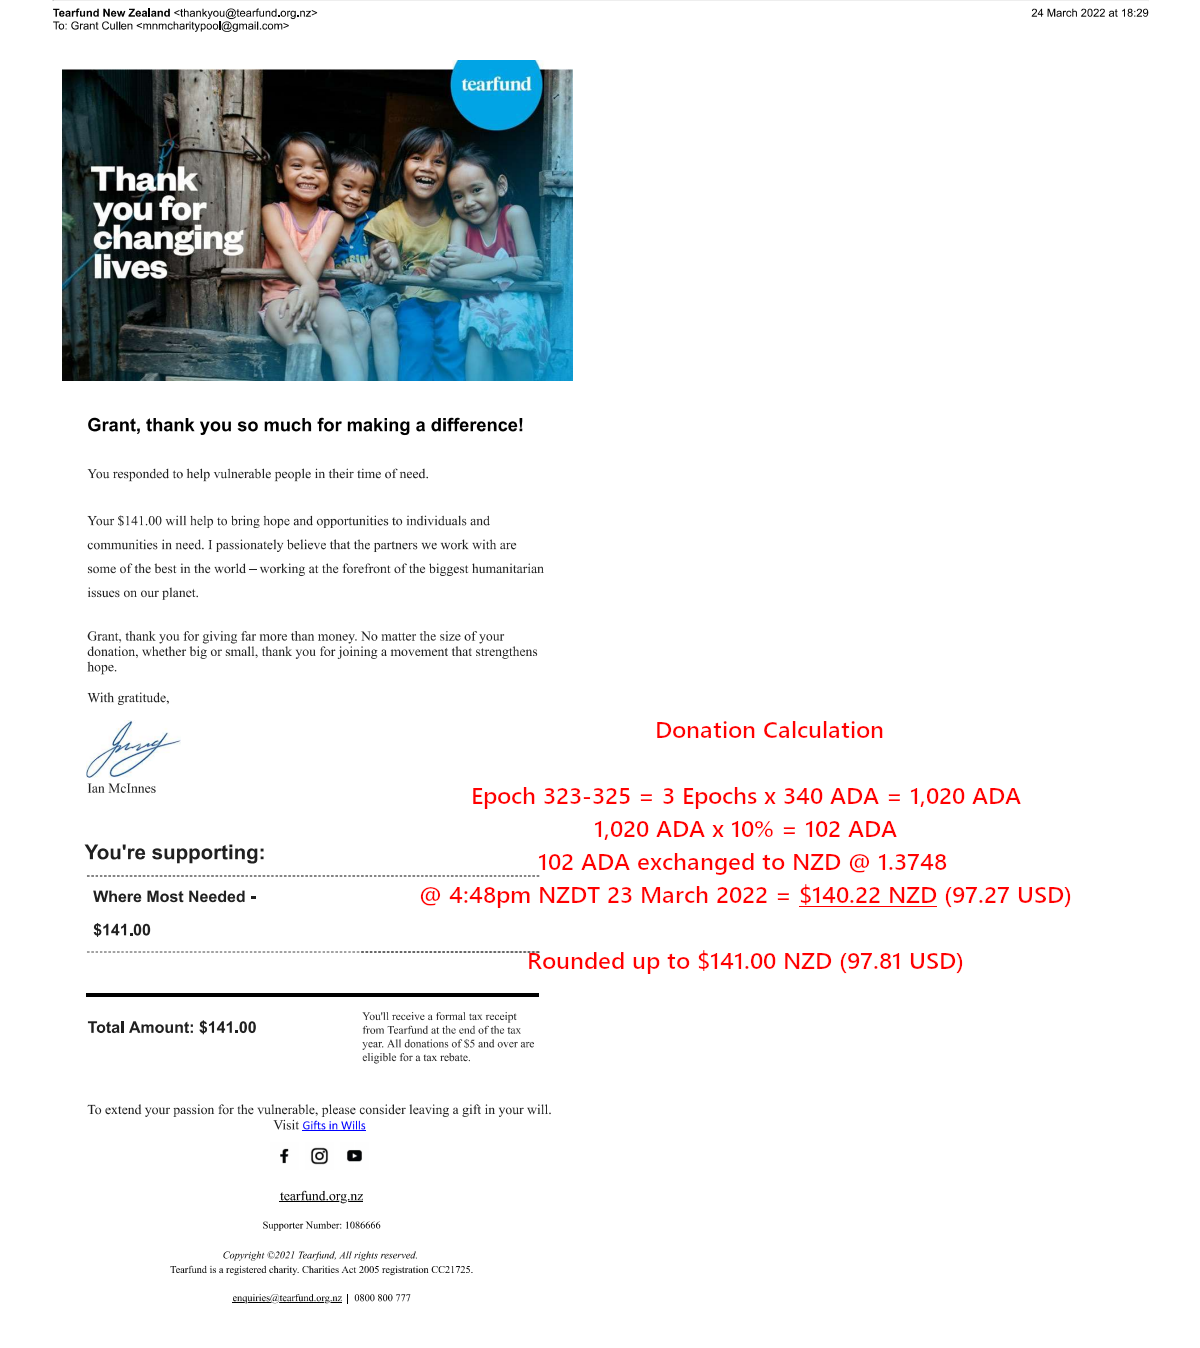 Tearfund New Zealand <thankyou@tearfund.org.nz>
24 March 2022 at 18:29
To: Grant Cullen <mnmcharitypool@gmail.com>
tearfund
Thank
you for
changing
lives
Grant, thank you so much for making a difference!
You responded to help vulnerable people in their time of need.
Your $141.00 will help to bring hope and opportunities to individuals and
communities in need. I passionately believe that the partners we work with are
some of the best in the world – working at the forefront of the biggest humanitarian
issues on our planet.
Grant, thank you for giving far more than money. No matter the size of your
donation, whether big or small, thank you for joining a movement that strengthens
hope.
With gratitude,
Ian McInnes
Donation Calculation
Epoch 323-325 = 3 Epochs x 340 ADA = 1,020 ADA
1,020 ADA x 10% = 102 ADA
102 ADA exchanged to NZD @ 1.3748
@ 4:48pm NZDT 23 March 2022 = $140.22 NZD (97.27 USD)
Rounded up to $141.00 NZD (97.81 USD)
You're supporting:
Where Most Needed -
$141.00
Total Amount: $141.00
You'll receive a formal tax receipt
from Tearfund at the end of the tax
year. All donations of $5 and over are
eligible for a tax rebate.
To extend your passion for the vulnerable, please consider leaving a gift in your will.
Visit Gifts in Wills
tearfund.org.nz
Supporter Number: 1086666
Copyright ©2021 Tearfund, All rights reserved.
Tearfund is a registered charity. Charities Act 2005 registration CC21725.
enquiries@tearfund.org.nz | 0800 800 777